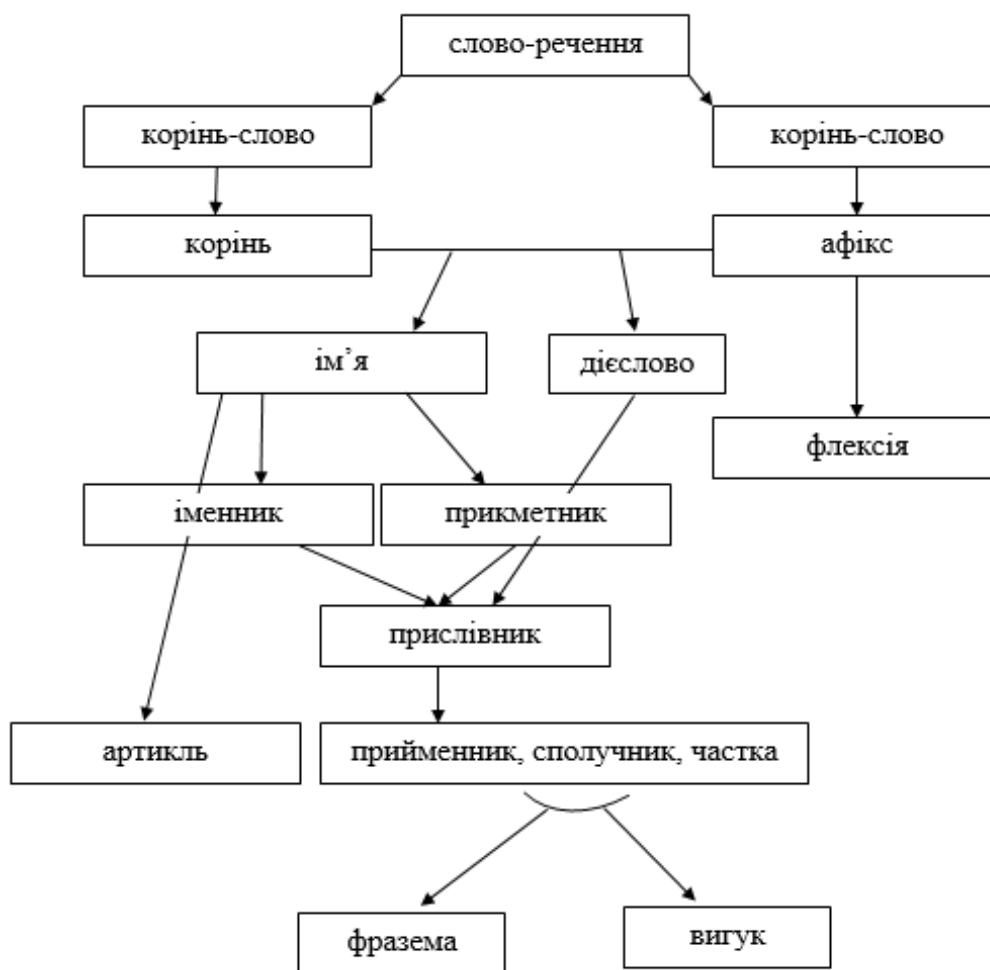 слово-речення
корінь-слово
корінь-слово
корінь
афікс
ім’я
дієслово
флексія
іменник
прикметник
прислівник
артикль
прийменник, сполучник, частка
фразема
вигук